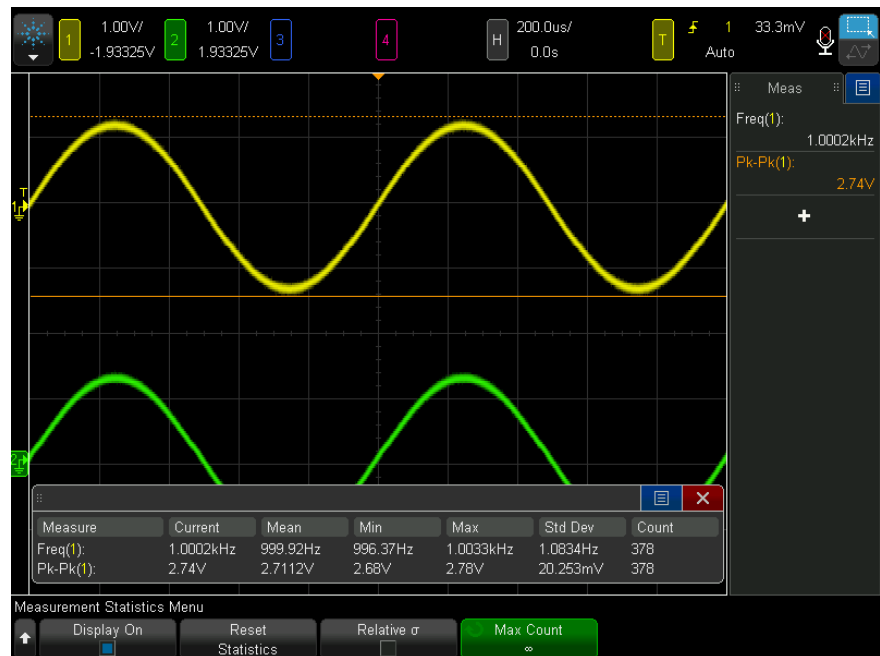 1 1.00V/ 2 1.00V/ 3 4 H 200.0us/ T 1 33.3mV
-1.93325V 1.93325V 0.0s Auto
Meas
Freq(1):
1.0002kHz
Pk-Pk(1):
2.74V
+
T
1
2
Measure Current Mean Min Max Std Dev Count
Freq(1): 1.0002kHz 999.92Hz 996.37Hz 1.0033kHz 1.0834Hz 378
Pk-Pk(1): 2.74V 2.7112V 2.68V 2.78V 20.253mV 378
Measurement Statistics Menu
Display On Reset Relative σ Max Count
Statistics ∞